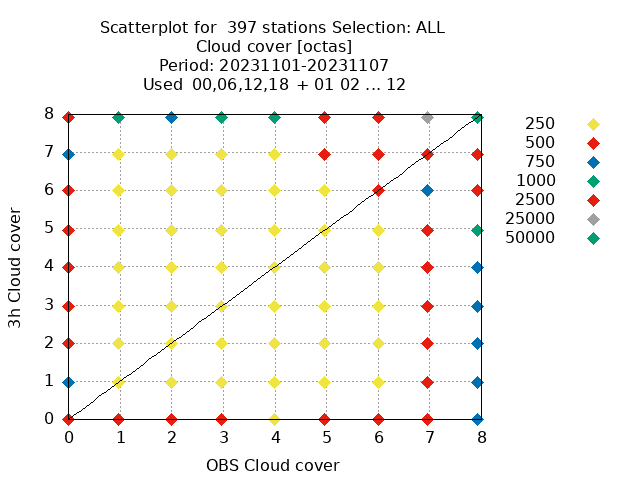 Scatterplot for  397 stations Selection: ALL
Cloud cover [octas]
Period: 20231101-20231107
Used  00,06,12,18  + 01 02 ... 12
8
7
6
5
4
3
2
1
0
3h Cloud cover
0 1 2 3 4 5 6 7 8
OBS Cloud cover
250
500
750
1000
2500
25000
50000